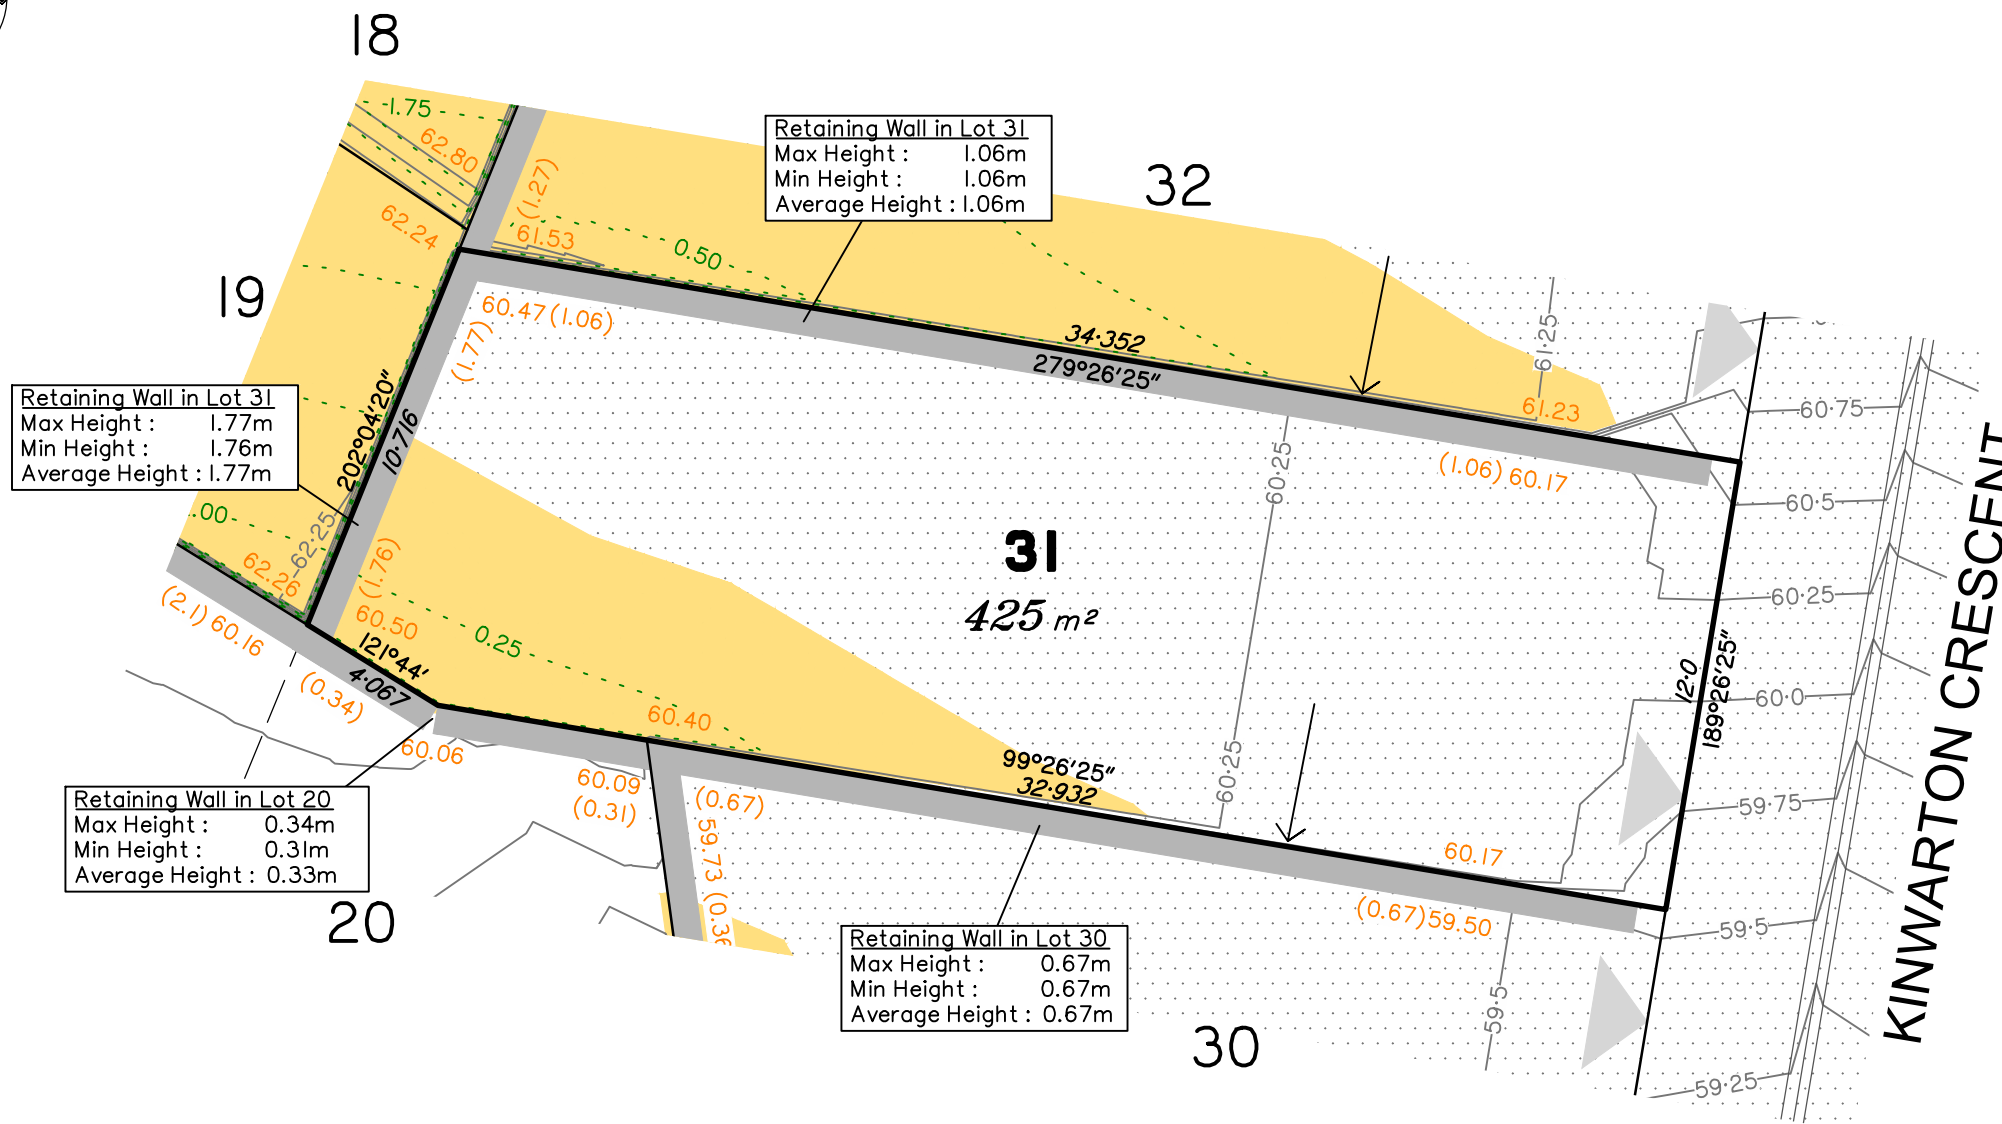 18
1.75
62.80
62.24
(1.27)
61.53
0.50
Retaining Wall in Lot 31
Max Height : 1.06m
Min Height : 1.06m
Average Height : 1.06m
32
19
60.47 (1.06)
(1.77)
34·352
279°26'25"
61·25
61.23
60·75
Retaining Wall in Lot 31
Max Height : 1.77m
Min Height : 1.76m
Average Height : 1.77m
202°04'20"
10·716
60·25
(1.06) 60.17
60·5
.00
62·25
62.26
(1.76)
60.50
31
425 m²
60·25
KINWARTON CRESCENT
(2.1) 60.16
121°44'
4·067
(0.34)
0.25
60.40
12·0
189°26'25"
60·0
60.06
60.09
(0.31)
(0.67)
59.73 (0.36
99°26'25"
32·932
60·25
59·75
Retaining Wall in Lot 20
Max Height : 0.34m
Min Height : 0.31m
Average Height : 0.33m
20
60.17
(0.67) 59.50
59·5
Retaining Wall in Lot 30
Max Height : 0.67m
Min Height : 0.67m
Average Height : 0.67m
30
59·5
59·25